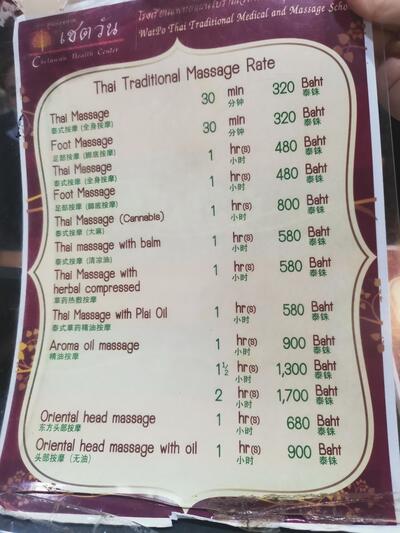 เชตวัน
Chetawan Health Center
WatPo Thai Traditional Medical and Massage Scho
Thai Traditional Massage Rate
Thai Massage 30 min 320 Baht
泰式按摩 (全身按摩) 分钟 泰铢
Foot Massage 30 min 320 Baht
足部按摩 (脚底按摩) 分钟 泰铢
Thai Massage 1 hr(s) 480 Baht
泰式按摩 (全身按摩) 小时 泰铢
Foot Massage 1 hr(s) 480 Baht
足部按摩 (脚底按摩) 小时 泰铢
Thai Massage (Cannabis) 1 hr(s) 800 Baht
泰式按摩 (大麻) 小时 泰铢
Thai massage with balm 1 hr(s) 580 Baht
泰式按摩 (清凉油) 小时 泰铢
Thai Massage with 1 hr(s) 580 Baht
herbal compressed 小时 泰铢
草药热敷按摩
Thai Massage with Plai Oil 1 hr(s) 580 Baht
泰式草药精油按摩 小时 泰铢
Aroma oil massage 1 hr(s) 900 Baht
精油按摩 小时 泰铢
1 1/2 hr(s) 1,300 Baht
小时 泰铢
2 hr(s) 1,700 Baht
小时 泰铢
Oriental head massage 1 hr(s) 680 Baht
东方头部按摩 小时 泰铢
Oriental head massage with oil 1 hr(s) 900 Baht
头部按摩 (无油) 小时 泰铢